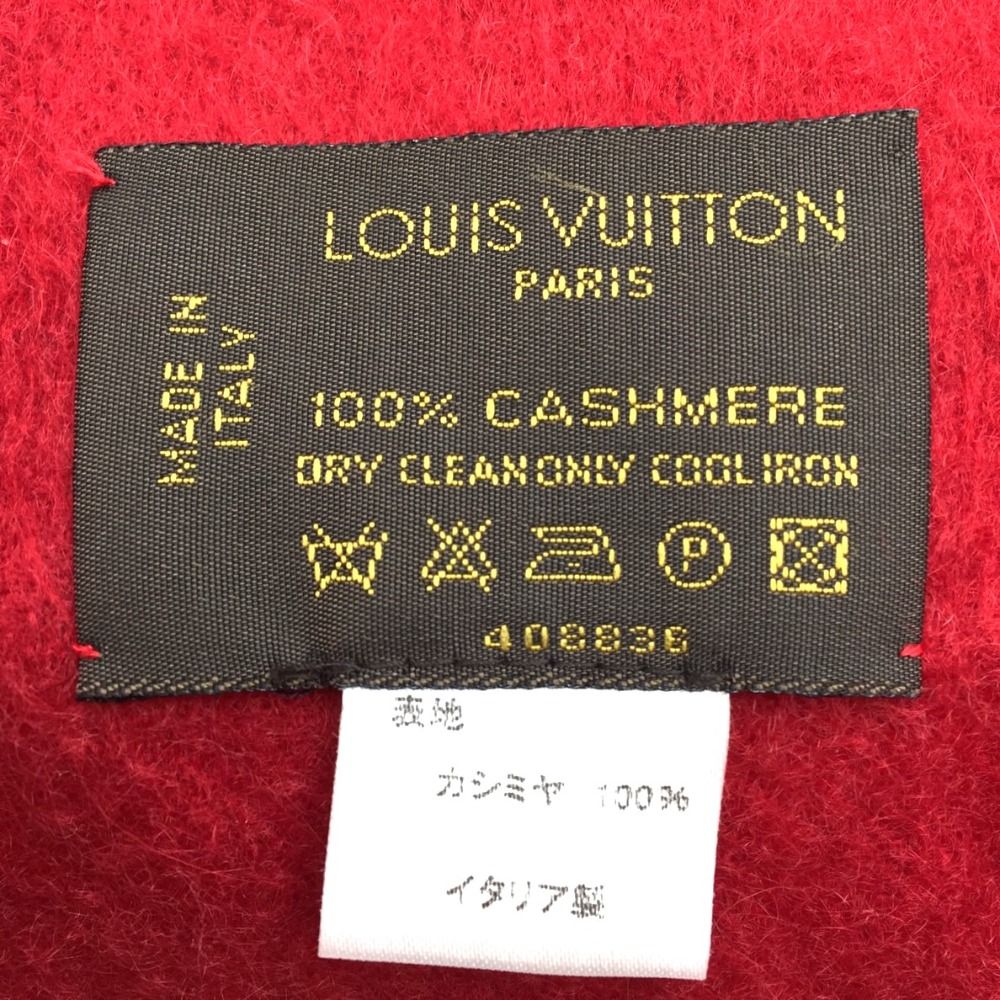 LOUIS VUITTON
PARIS
MADE IN
ITALY
100% CASHMERE
DRY CLEAN ONLY COOL IRON
P
408836
表地
カシミヤ 100%
イタリア製